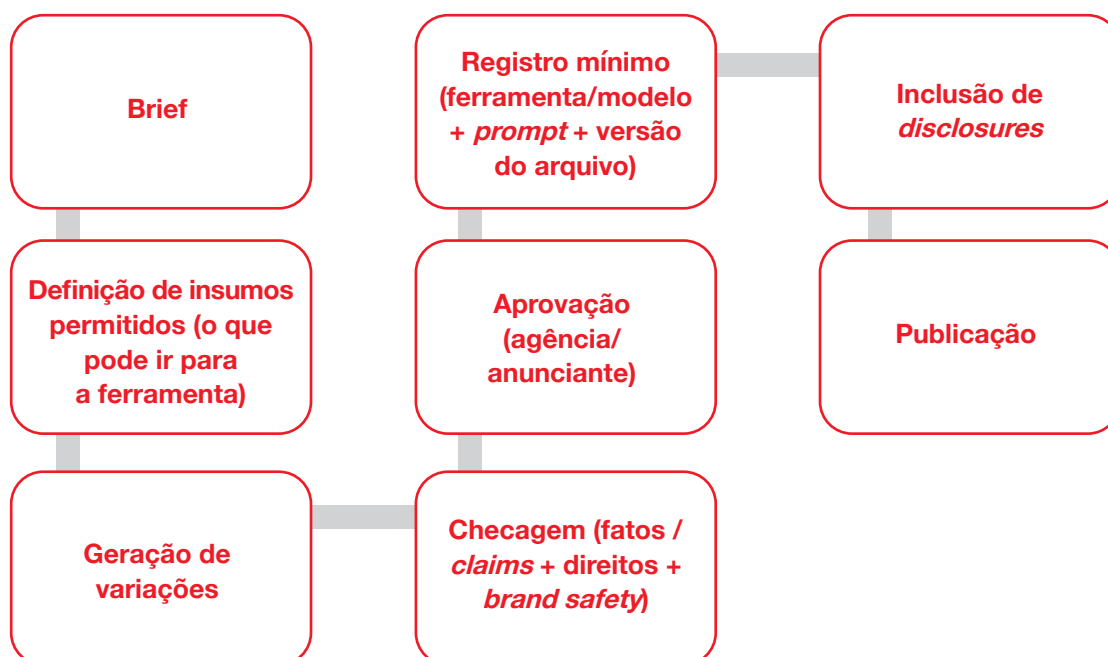 Brief
Definição de insumos
permitidos (o que
pode ir para
a ferramenta)
Geração de
variações
Checagem (fatos /
claims + direitos +
brand safety)
Aprovação
(agência/
anunciante)
Registro mínimo
(ferramenta/modelo
+ prompt + versão
do arquivo)
Inclusão de
disclosures
Publicação